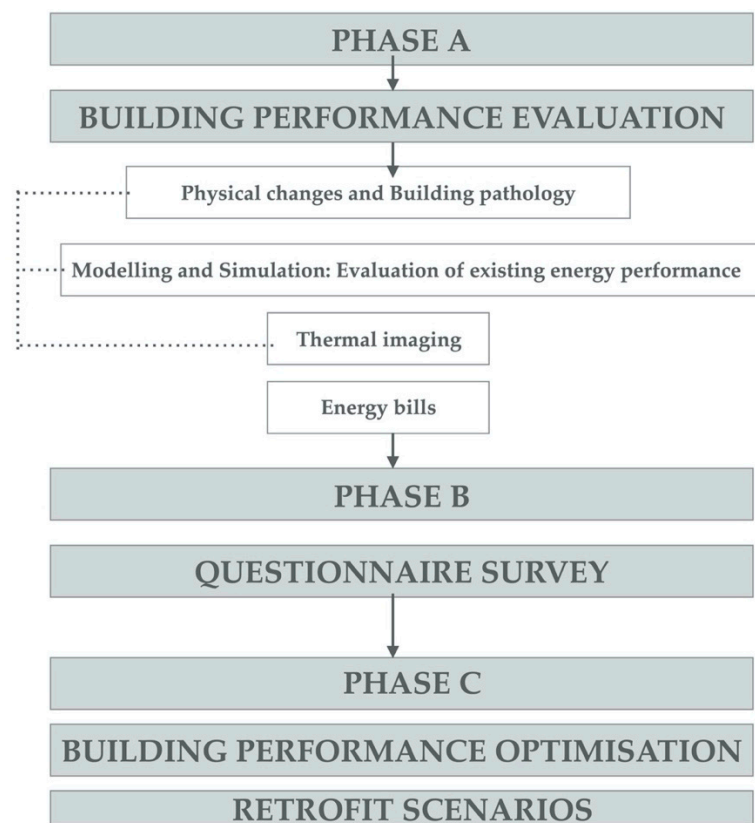 PHASE A
BUILDING PERFORMANCE EVALUATION
Physical changes and Building pathology
Modelling and Simulation: Evaluation of existing energy performance
Thermal imaging
Energy bills
PHASE B
QUESTIONNAIRE SURVEY
PHASE C
BUILDING PERFORMANCE OPTIMISATION
RETROFIT SCENARIOS